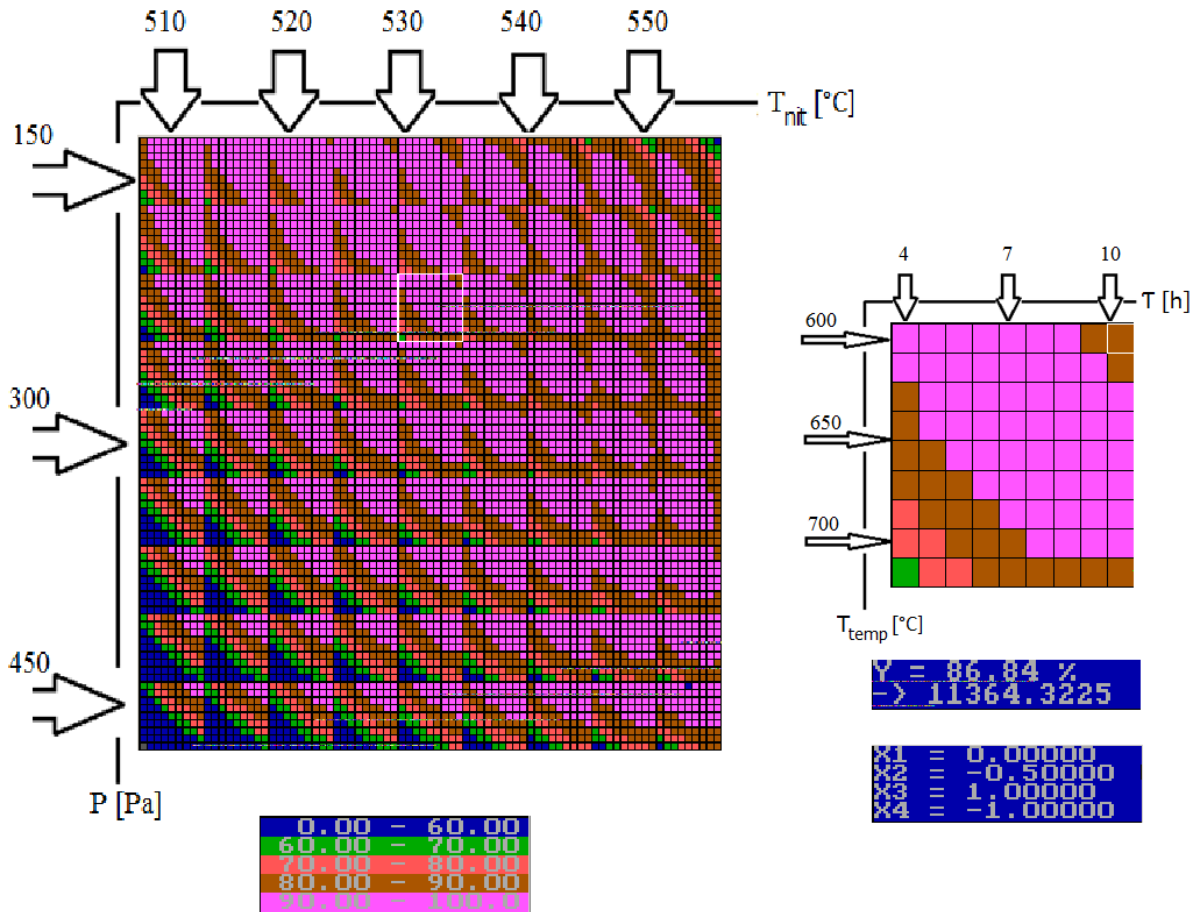 510 520 530 540 550
Tnit [°C]
150
300
450
P [Pa]
4 7 10
T [h]
600
650
700
Ttemp [°C]
Y = 86.84 %
-> 11364.3225
X1 = 0.00000
X2 = -0.50000
X3 = 1.00000
X4 = -1.00000
0.00 - 60.00
60.00 - 70.00
70.00 - 80.00
80.00 - 90.00
90.00 - 100.0